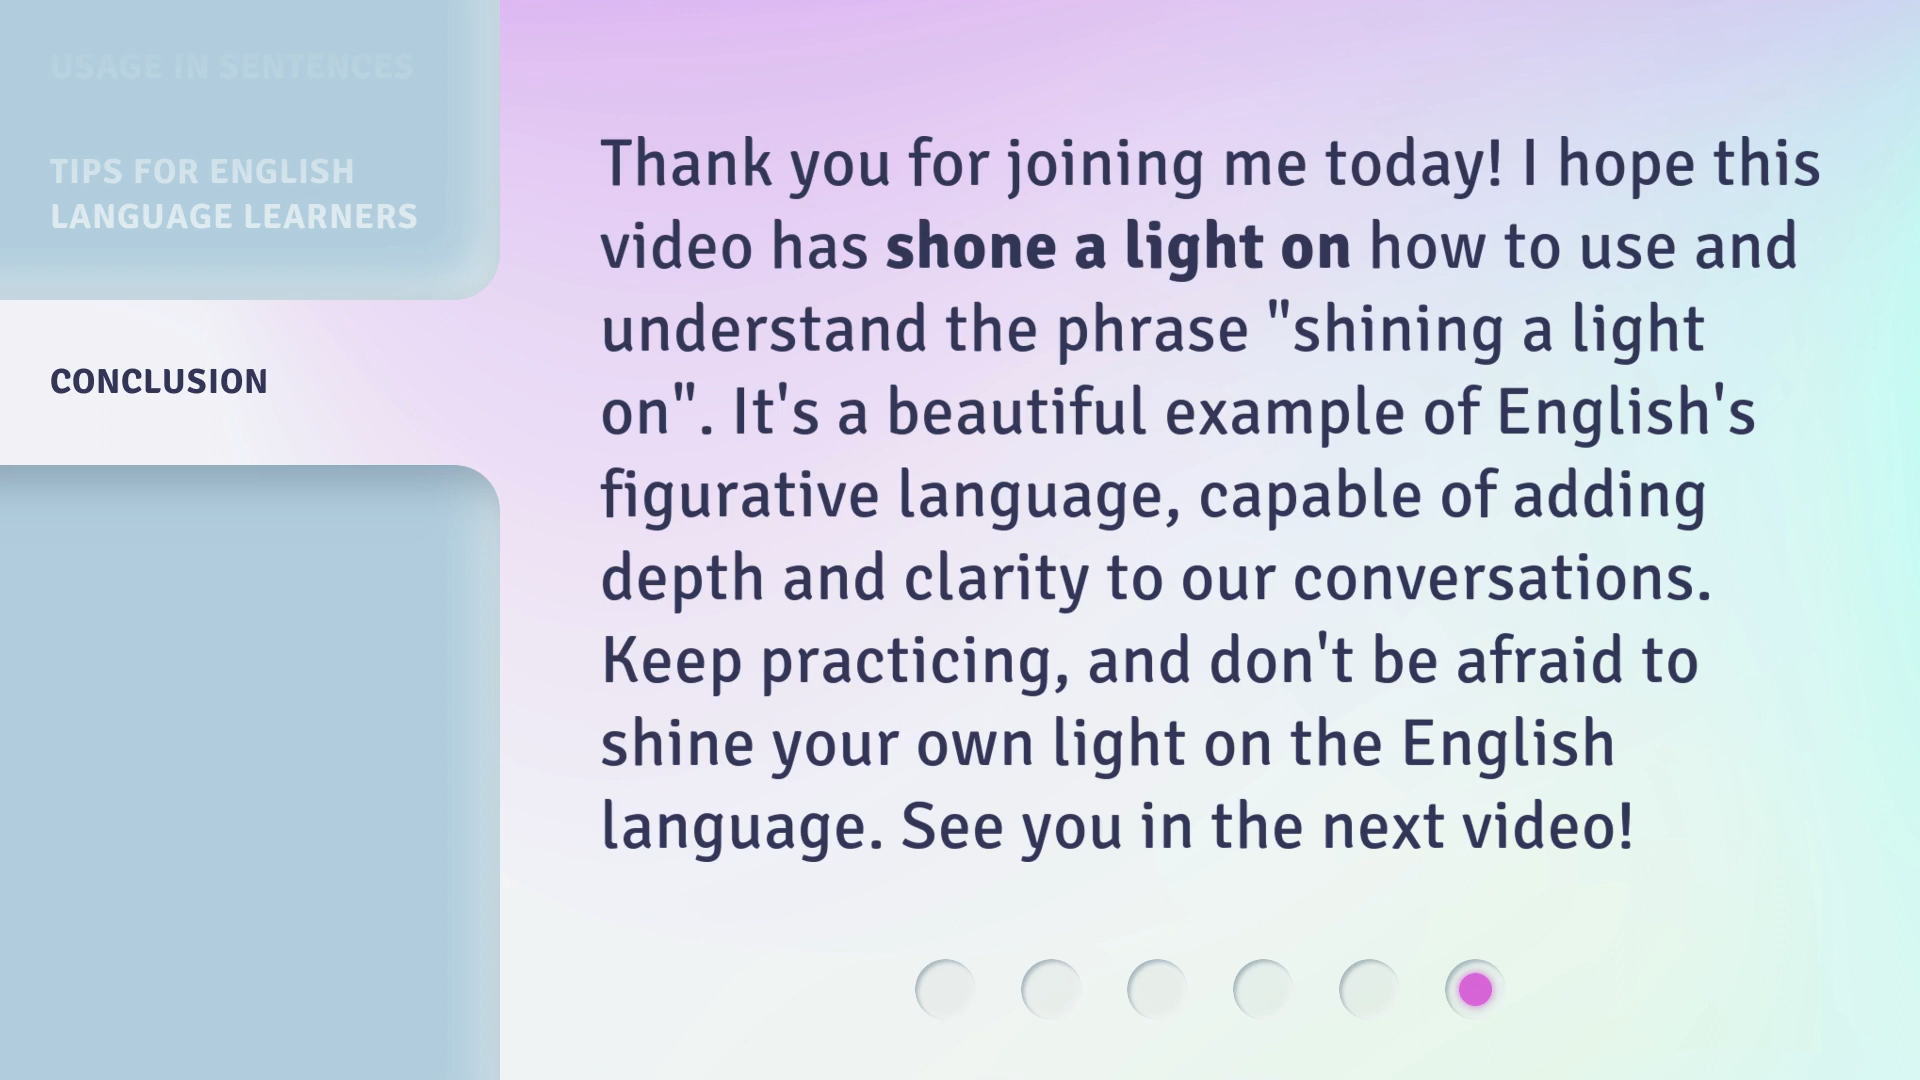 USAGE IN SENTENCES
TIPS FOR ENGLISH
LANGUAGE LEARNERS
CONCLUSION
Thank you for joining me today! I hope this
video has shone a light on how to use and
understand the phrase "shining a light
on". It's a beautiful example of English's
figurative language, capable of adding
depth and clarity to our conversations.
Keep practicing, and don't be afraid to
shine your own light on the English
language. See you in the next video!